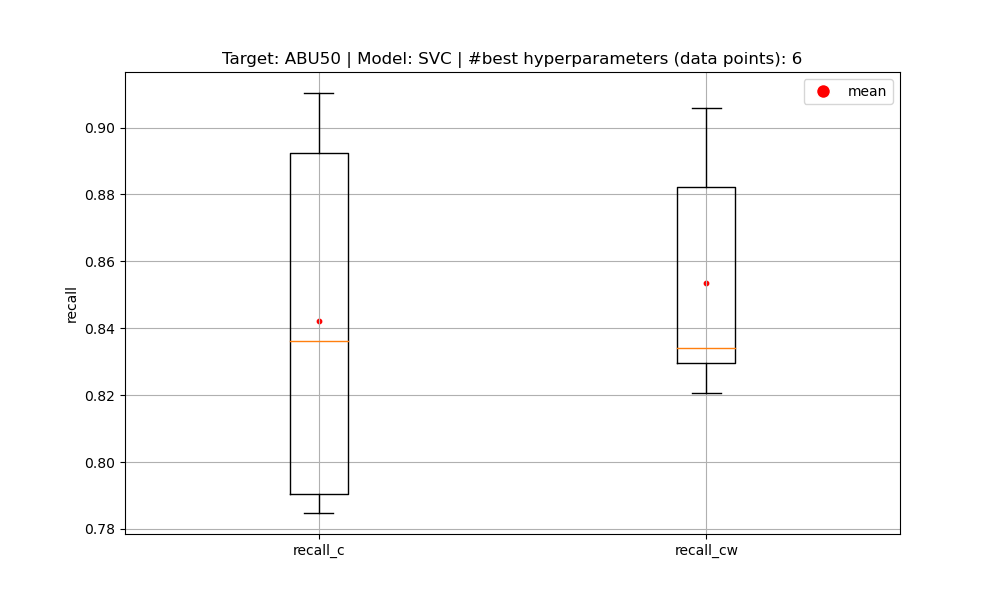 Target: ABU50 | Model: SVC | #best hyperparameters (data points): 6
mean
0.90
0.88
0.86
0.84
0.82
0.80
0.78
recall
recall_c
recall_cw